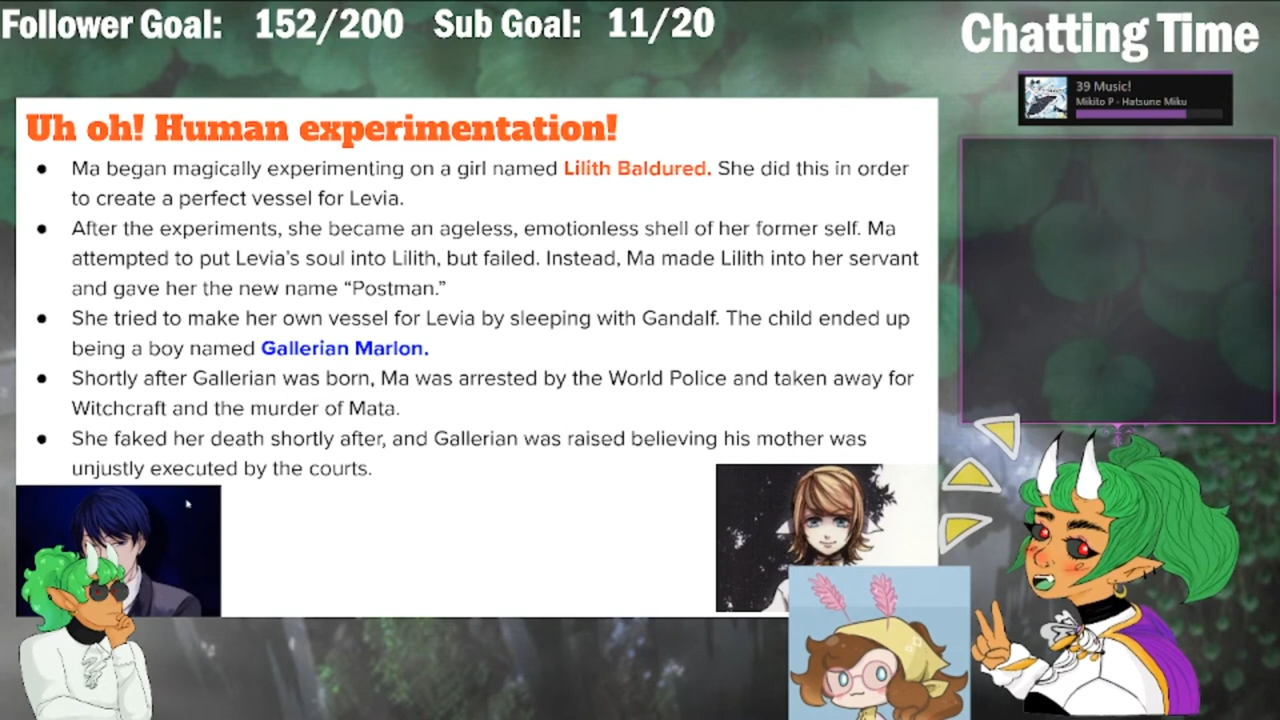 Follower Goal: 152/200 Sub Goal: 11/20
Chatting Time
39 Music!
Mikito P - Hatsune Miku
Uh oh! Human experimentation!
● Ma began magically experimenting on a girl named Lilith Baldured. She did this in order
to create a perfect vessel for Levia.
● After the experiments, she became an ageless, emotionless shell of her former self. Ma
attempted to put Levia's soul into Lilith, but failed. Instead, Ma made Lilith into her servant
and gave her the new name “Postman.”
● She tried to make her own vessel for Levia by sleeping with Gandalf. The child ended up
being a boy named Gallerian Marlon.
● Shortly after Gallerian was born, Ma was arrested by the World Police and taken away for
Witchcraft and the murder of Mata.
● She faked her death shortly after, and Gallerian was raised believing his mother was
unjustly executed by the courts.